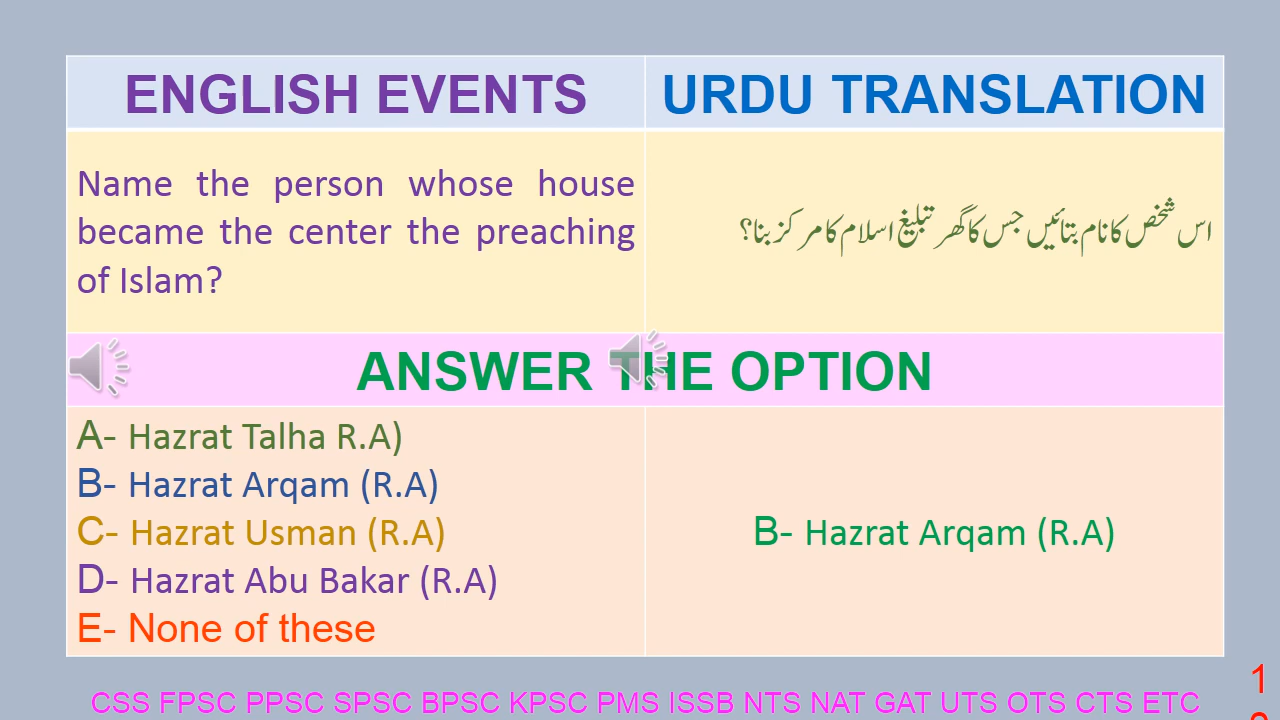 ENGLISH EVENTS
URDU TRANSLATION
Name the person whose house
became the center the preaching
of Islam?
اس شخص کا نام بتائیں جس کا گھر تبلیغ اسلام کا مرکز بنا؟
ANSWER THE OPTION
A- Hazrat Talha R.A)
B- Hazrat Arqam (R.A)
C- Hazrat Usman (R.A)
D- Hazrat Abu Bakar (R.A)
E- None of these
B- Hazrat Arqam (R.A)
CSS FPSC PPSC SPSC BPSC KPSC PMS ISSB NTS NAT GAT UTS OTS CTS ETC
1